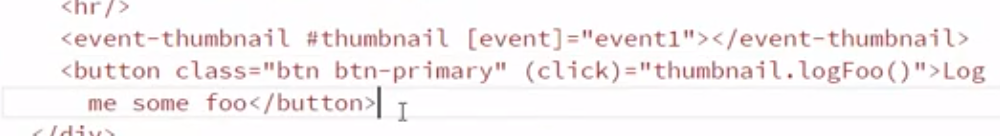 <hr/>
<event-thumbnail #thumbnail [event]="event1"></event-thumbnail>
<button class="btn btn-primary" (click)="thumbnail.logFoo()">Log
me some foo</button>
</div>